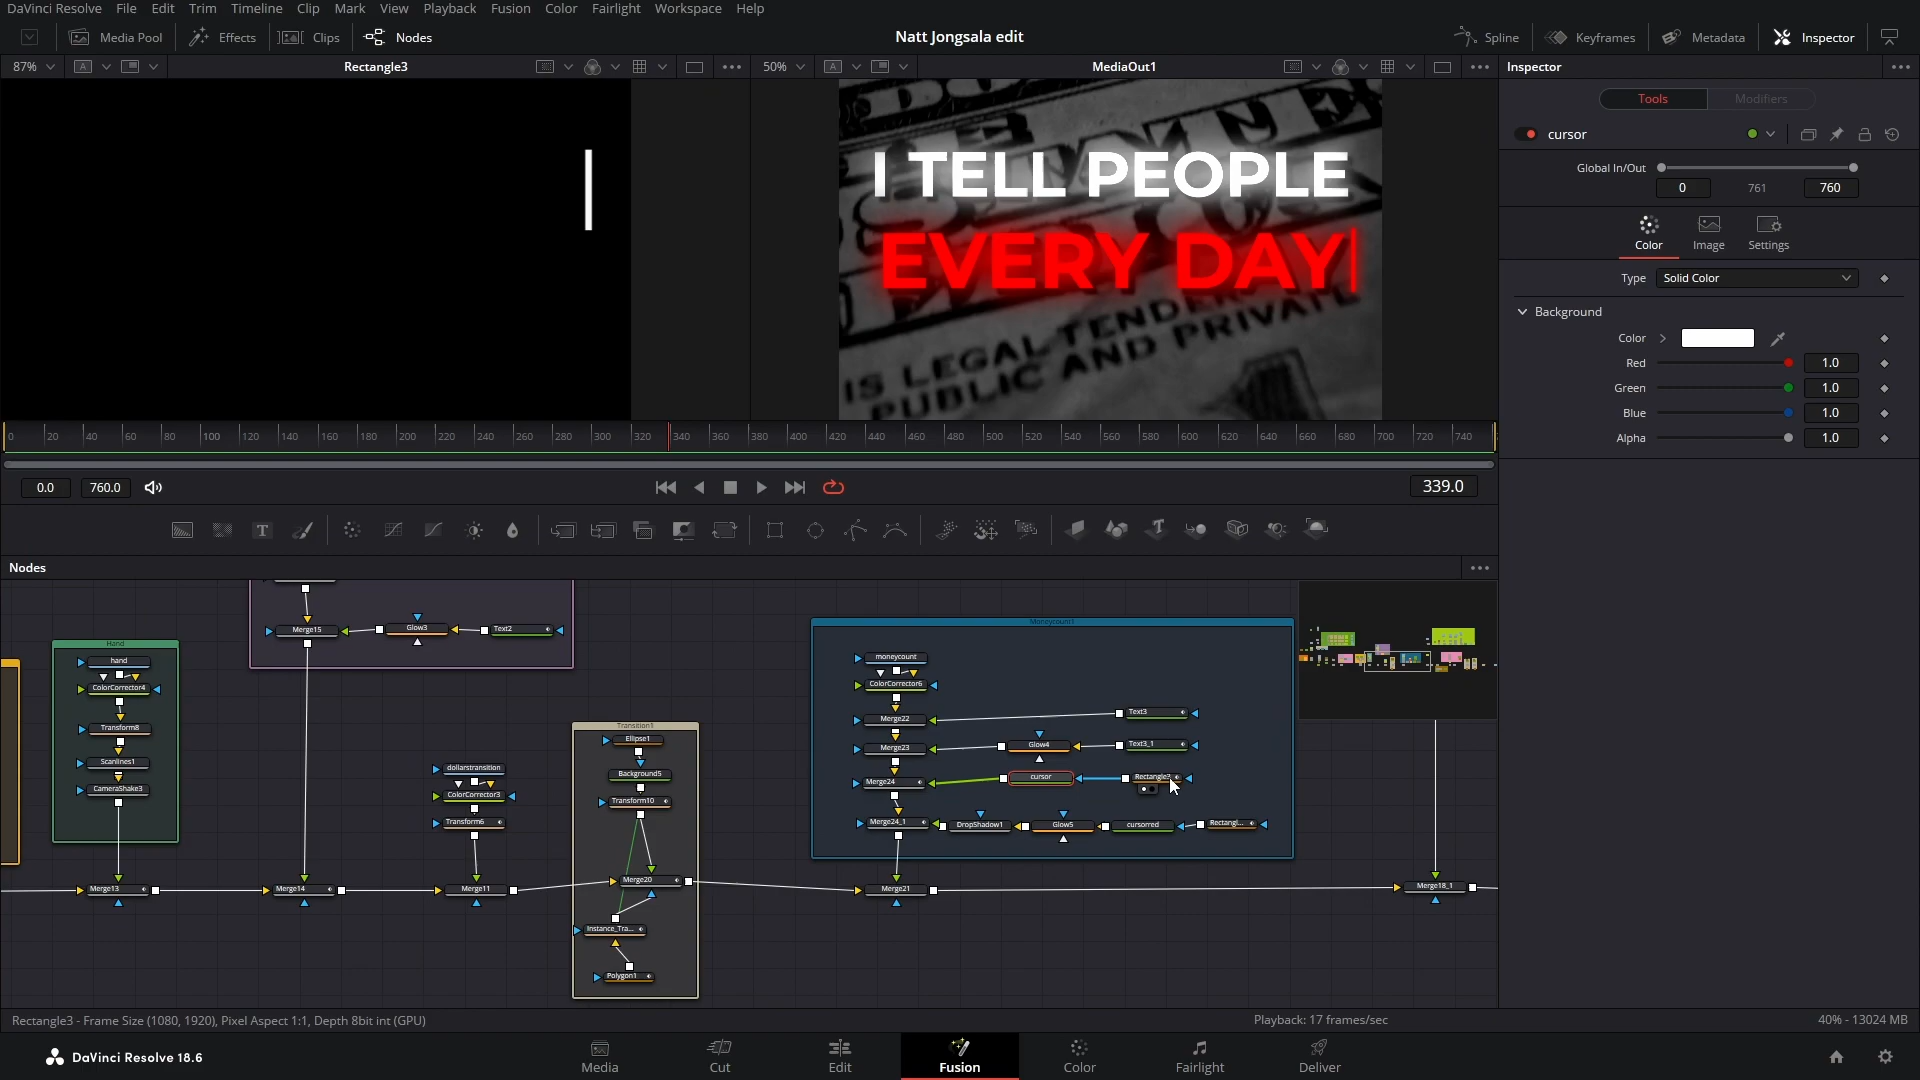 DaVinci Resolve File Edit Trim Timeline Clip Mark View Playback Fusion Color Fairlight Workspace Help
Media Pool Effects Clips Nodes Natt Jongsala edit Spline Keyframes Metadata Inspector
87% A Rectangle3 50% A MediaOut1 Inspector
Tools Modifiers
cursor
Global In/Out
0 761 760
Color Image Settings
Type Solid Color
Background
Color
Red 1.0
Green 1.0
Blue 1.0
Alpha 1.0
I TELL PEOPLE
EVERY DAY|
IS LEGAL TENDER
PUBLIC AND PRIVATE
0 20 40 60 80 100 120 140 160 180 200 220 240 260 280 300 320 340 360 380 400 420 440 460 480 500 520 540 560 580 600 620 640 660 680 700 720 740
0.0 760.0 339.0
Nodes
Hand
hand
ColorCorrector4
Transform8
Scanlines1
CameraShake3
Merge13
Merge15 Glow3 Text2
Merge14
dollarstransition
ColorCorrector3
Transform6
Merge11
Transition1
Ellipse1
Background5
Transform10
Merge20
Instance_Tra...
Polygon1
Moneycount1
moneycount
ColorCorrector6
Merge22 Text3
Merge23 Glow4 Text3_1
Merge24 cursor Rectangle3
Merge24_1 DropShadow1 Glow5 cursorred Rectangl...
Merge21
Merge18_1
Rectangle3 - Frame Size (1080, 1920), Pixel Aspect 1:1, Depth 8bit int (GPU) Playback: 17 frames/sec 40% - 13024 MB
DaVinci Resolve 18.6 Media Cut Edit Fusion Color Fairlight Deliver